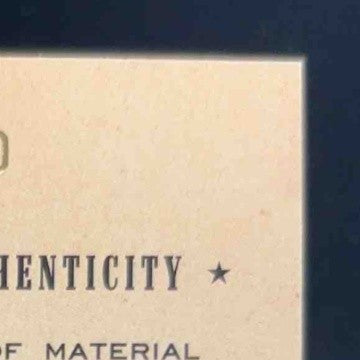 HENTICITY ★
OF MATERIAL